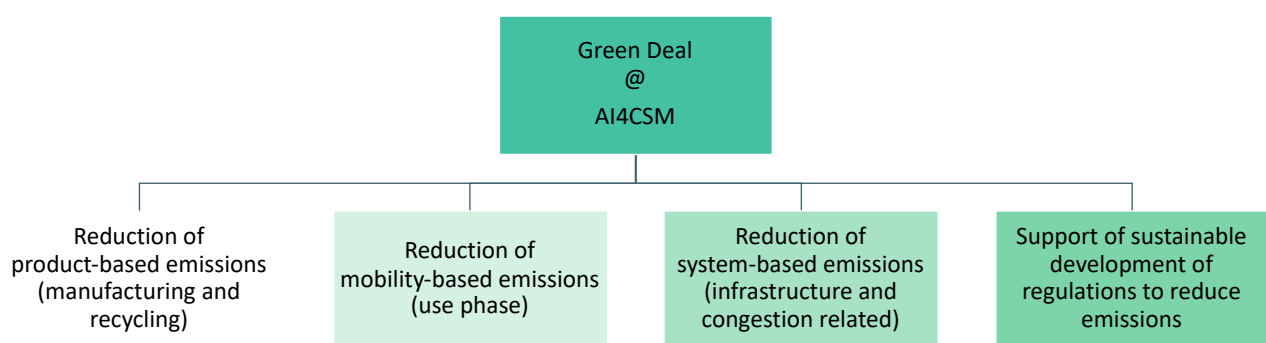 Green Deal
@
AI4CSM
Reduction of
product-based emissions
(manufacturing and
recycling)
Reduction of
mobility-based emissions
(use phase)
Reduction of
system-based emissions
(infrastructure and
congestion related)
Support of sustainable
development of
regulations to reduce
emissions